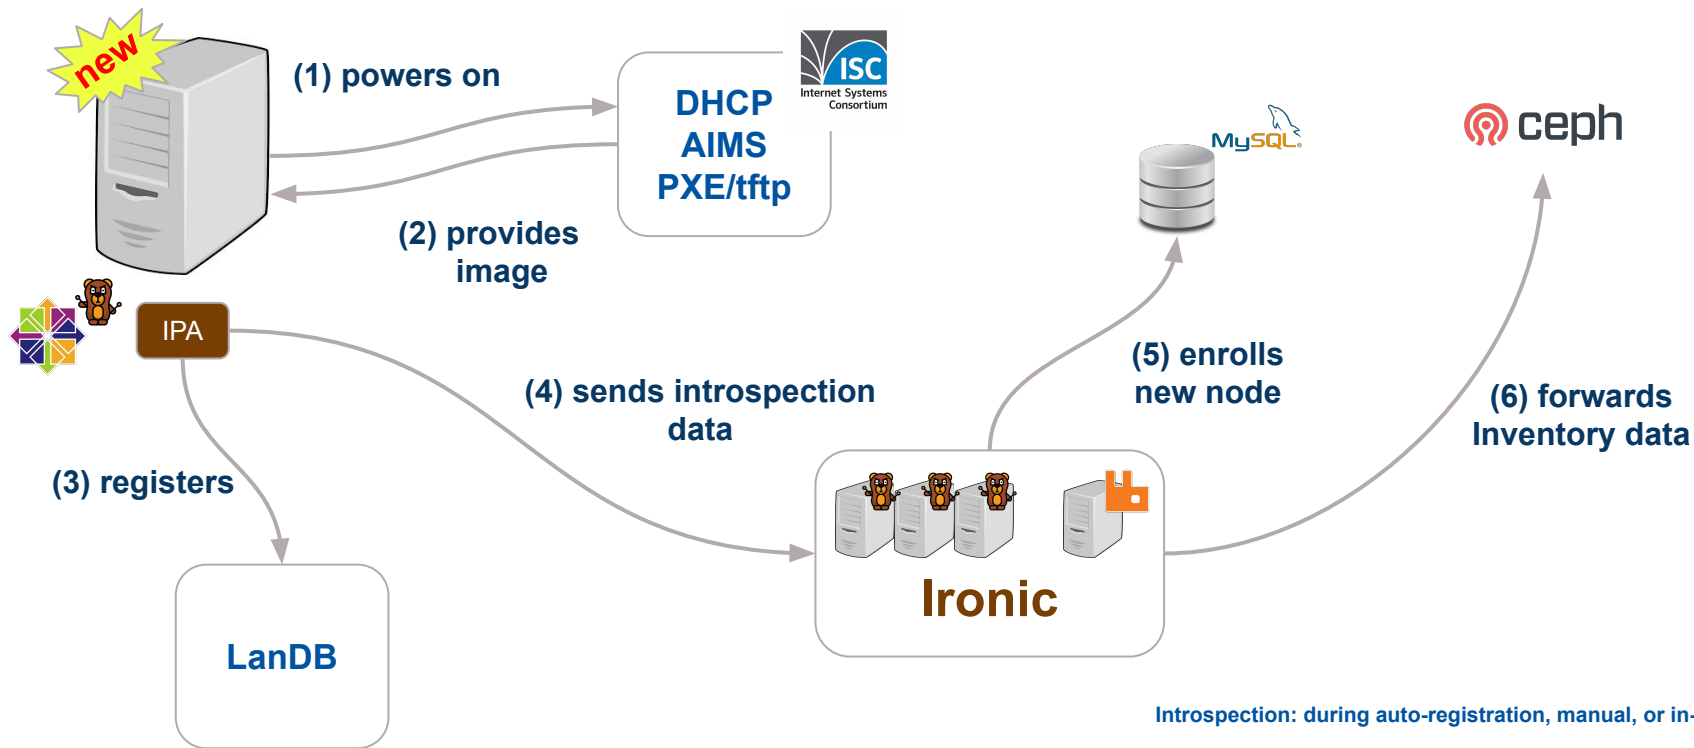 new
(1) powers on
DHCP
AIMS
PXE/tftp
ISC
Internet Systems
Consortium
(2) provides
image
MySQL®
ceph
IPA
(3) registers
(4) sends introspection
data
(5) enrolls
new node
(6) forwards
Inventory data
Ironic
LanDB
Introspection: during auto-registration, manual, or in-